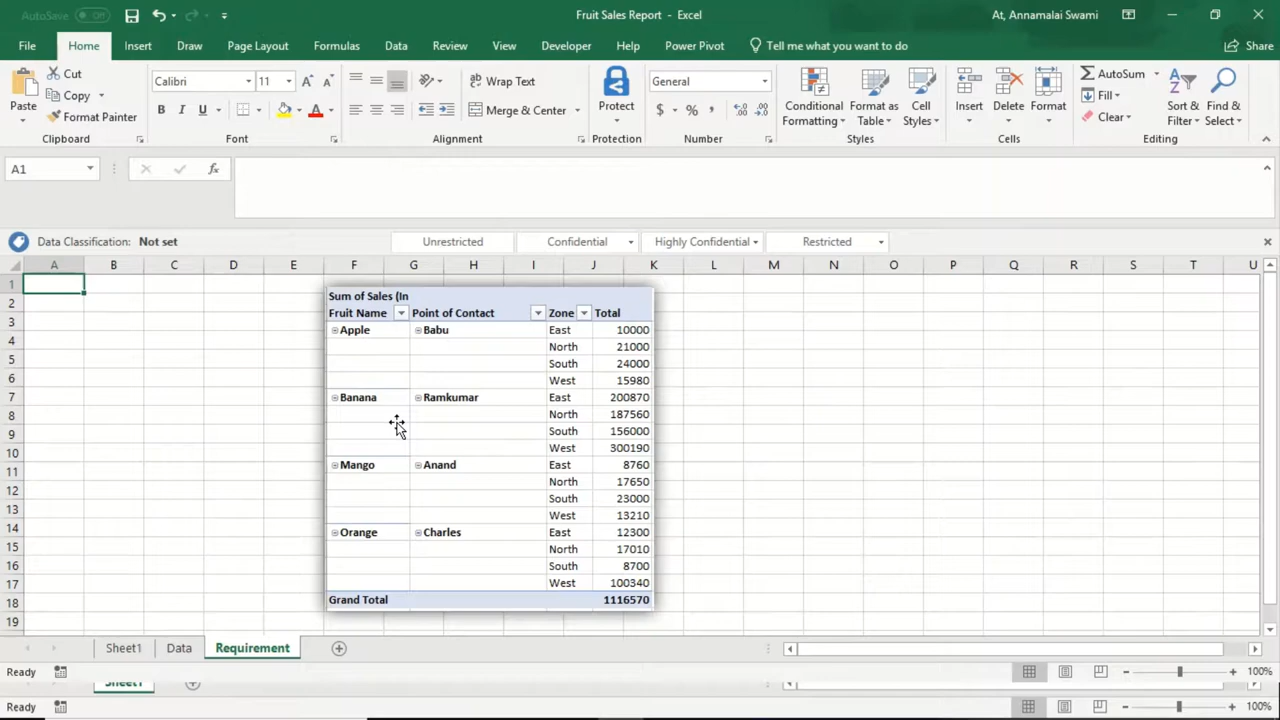 AutoSave Off
Fruit Sales Report - Excel
At, Annamalai Swami
File Home Insert Draw Page Layout Formulas Data Review View Developer Help Power Pivot Tell me what you want to do Share
Paste
Cut
Copy
Format Painter
Calibri 11
B I U
Wrap Text
Merge & Center
Protect
General
$ % ,
Conditional Formatting
Format as Table
Cell Styles
Insert
Delete
Format
AutoSum
Fill
Clear
Sort & Filter
Find & Select
Clipboard Font Alignment Protection Number Styles Cells Editing
A1 fx
Data Classification: Not set Unrestricted Confidential Highly Confidential Restricted
A B C D E F G H I J K L M N O P Q R S T U
1
2
3
4
5
6
7
8
9
10
11
12
13
14
15
16
17
18
19
Sum of Sales (In
Fruit Name Point of Contact Zone Total
Apple Babu East 10000
North 21000
South 24000
West 15980
Banana Ramkumar East 200870
North 187560
South 156000
West 300190
Mango Anand East 8760
North 17650
South 23000
West 13210
Orange Charles East 12300
North 17010
South 8700
West 100340
Grand Total 1116570
Sheet1 Data Requirement
Ready 100%
Sheet1
Ready 100%